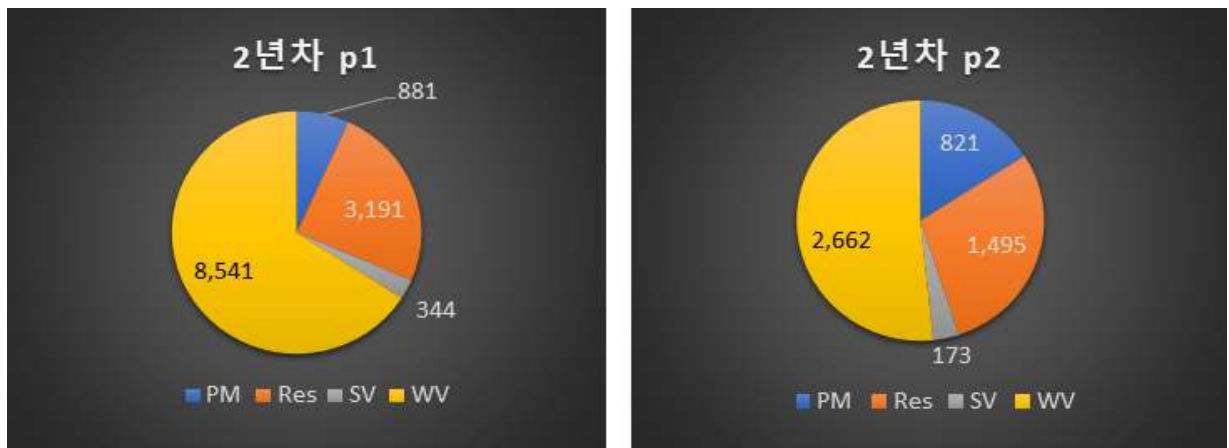 2년차 p1
881
3,191
8,541
344
PM Res SV WV
2년차 p2
821
2,662
1,495
173
PM Res SV WV